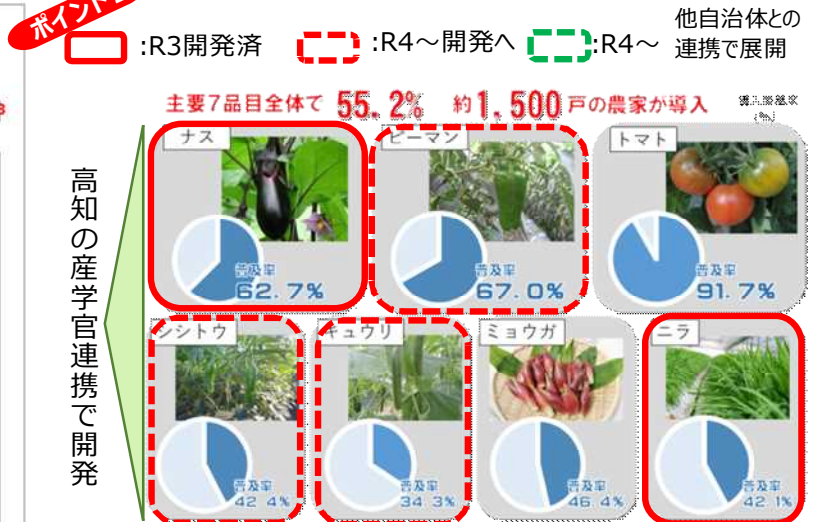 ポイント
:R3開発済
:R4～開発へ
:R4～
他自治体との
連携で展開
主要7品目全体で 55.2% 約1,500戸の農家が導入
高知の産学官連携で開発
ナス
普及率
62.7%
ピーマン
普及率
67.0%
トマト
普及率
91.7%
シシトウ
普及率
42.4%
キュウリ
普及率
34.3%
ミョウガ
普及率
46.4%
ニラ
普及率
42.1%